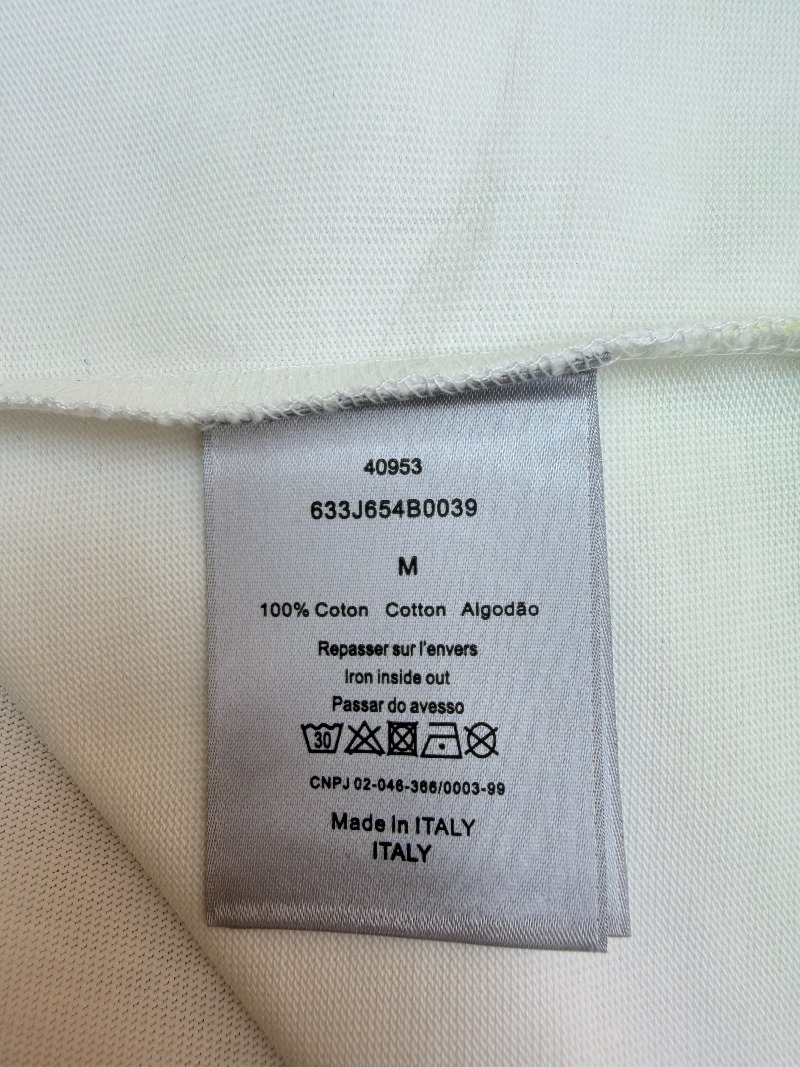 40953
633J654B0039
M
100% Coton Cotton Algodão
Repasser sur l'envers
Iron inside out
Passar do avesso
30
CNPJ 02-046-366/0003-99
Made in ITALY
ITALY